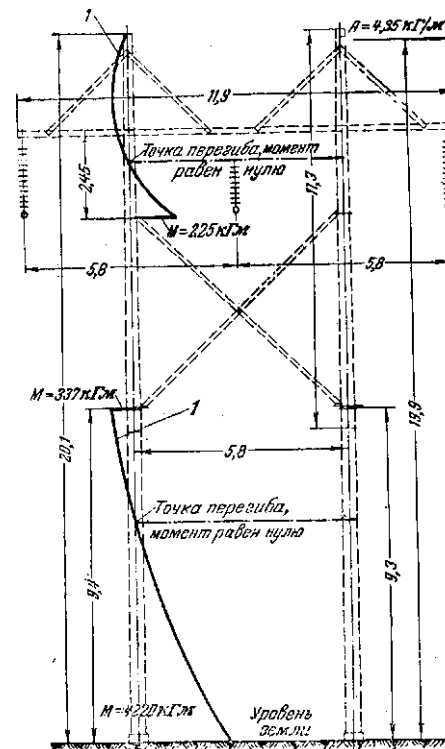 1
А = 4,35 кГ/м
11,9
Точка перегиба, момент
равен нулю
2,45
11,3
М=225 кГм
5,8
5,8
М=337 кГм
1
20,1
19,9
5,8
Точка перегиба,
момент равен нулю
9,4
9,3
М=4220 кГм
Уровень
земли